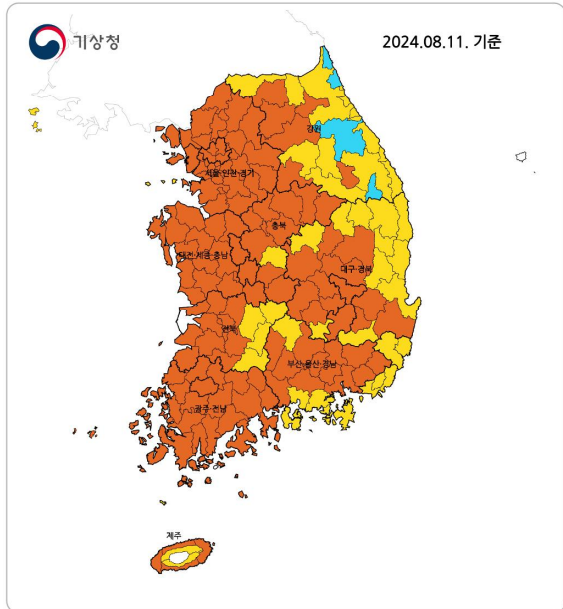 기상청
2024.08.11. 기준
강원
서울·인천·경기
충북
대전·세종·충남
대구·경북
전북
부산·울산·경남
광주·전남
제주